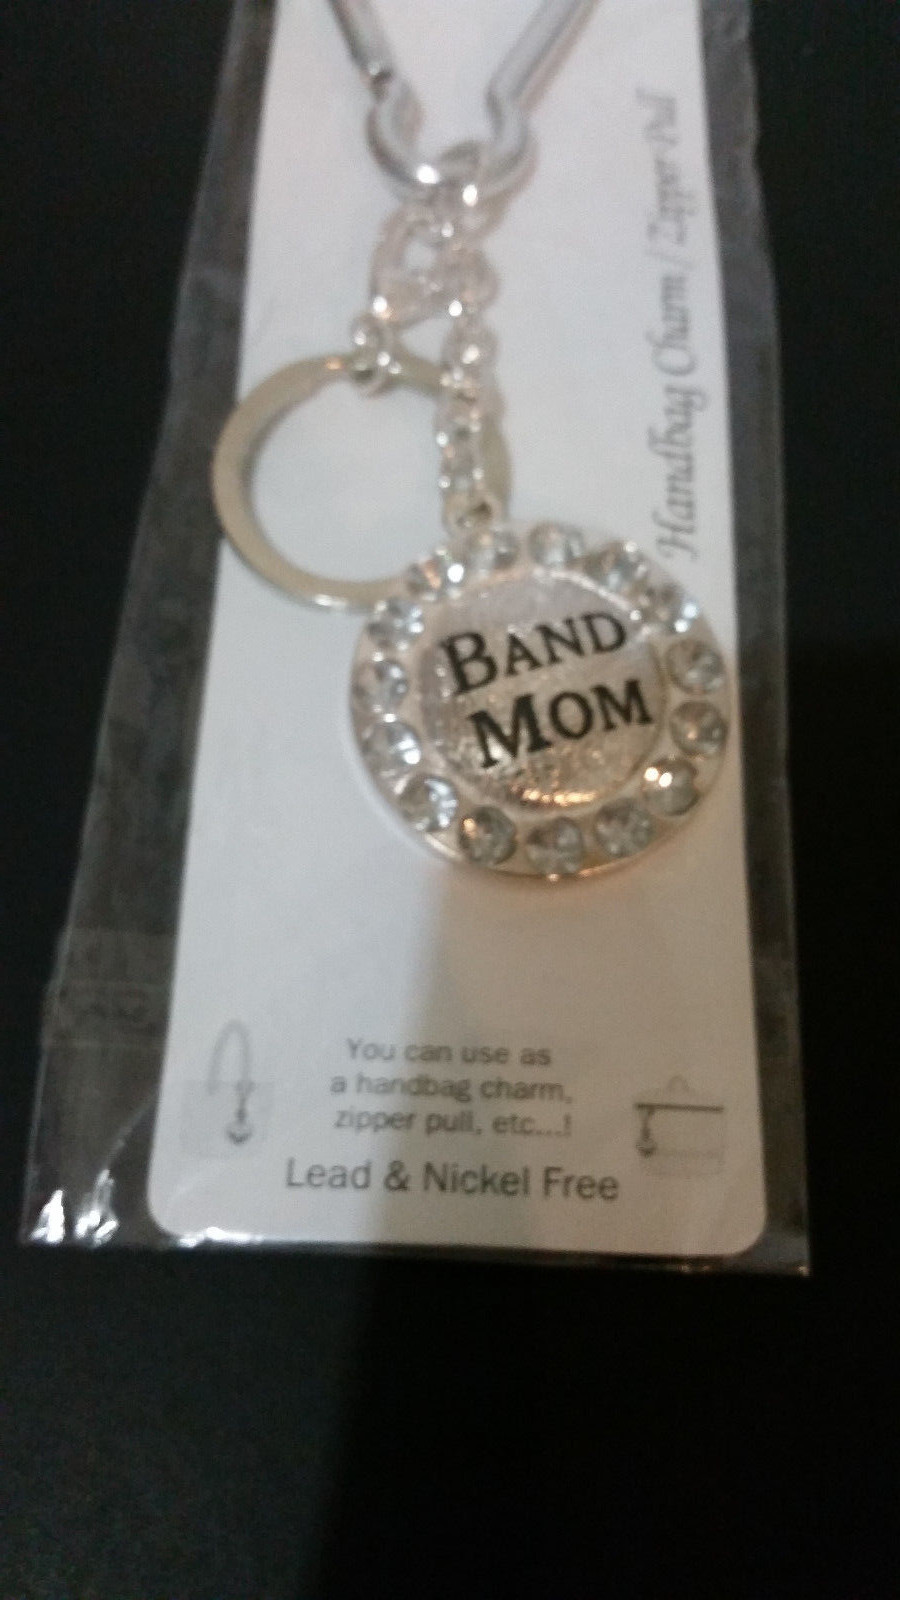 Handbag Charm / Zipper Pull
BAND
MOM
You can use as
a handbag charm,
zipper pull, etc...!
Lead & Nickel Free